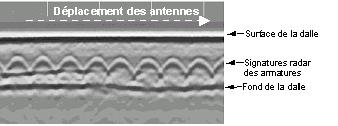 Déplacement des antennes
Surface de la dalle
Signatures radar
des armatures
Fond de la dalle